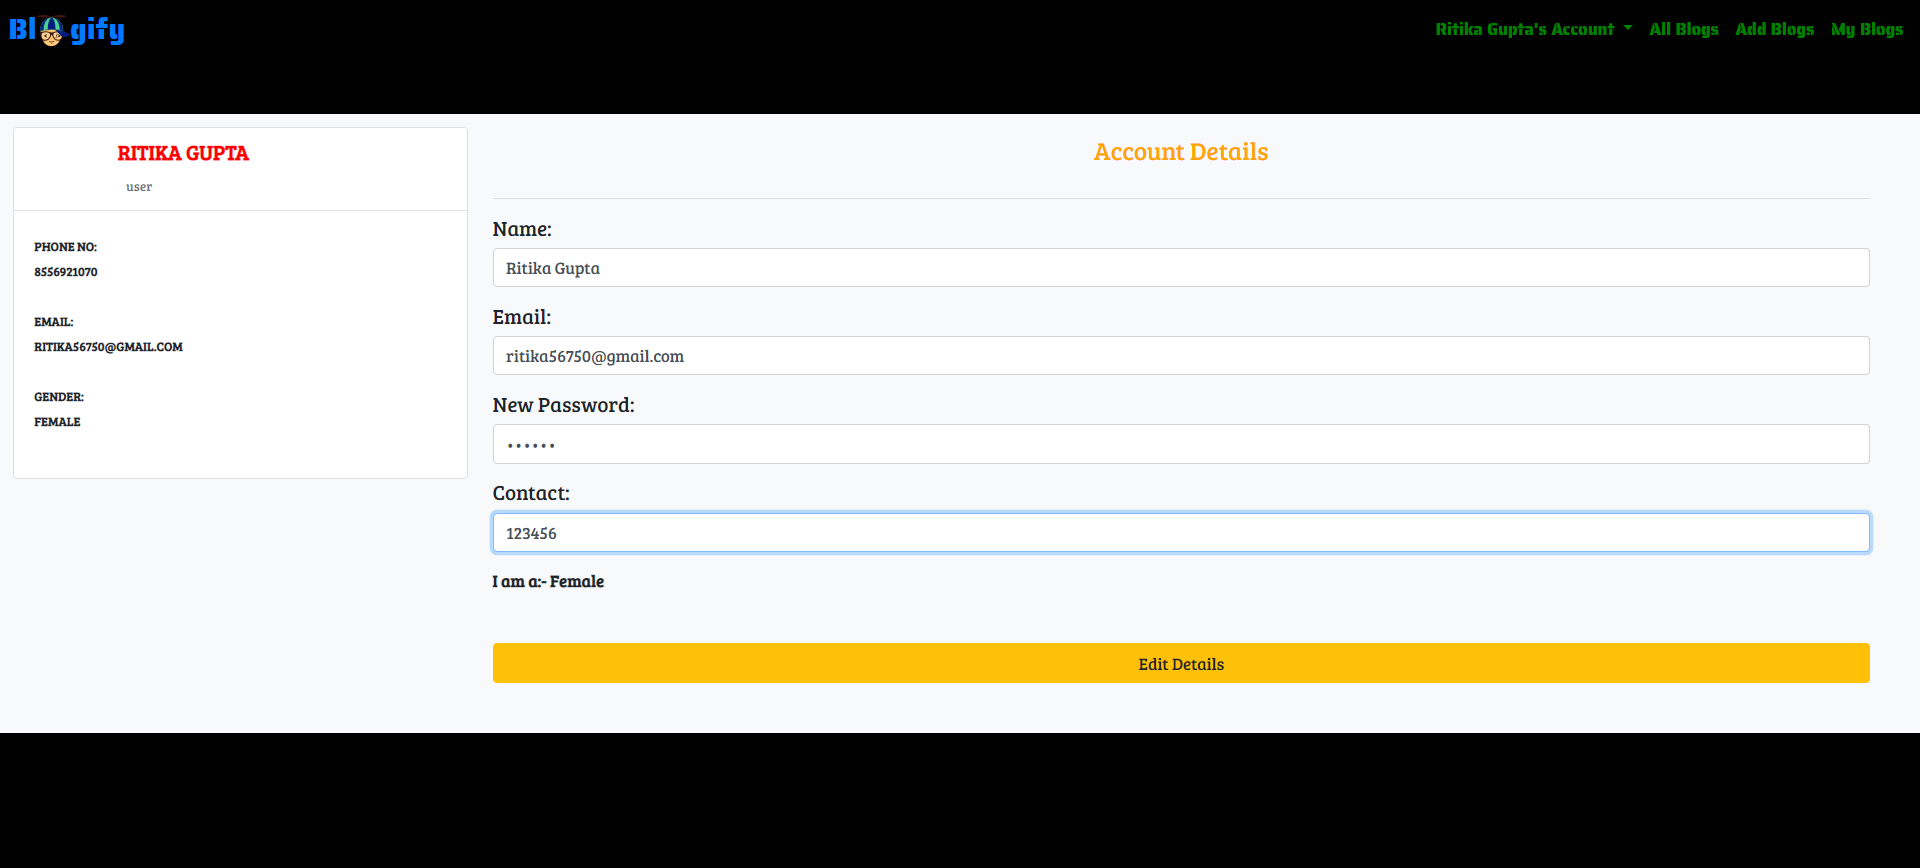 Blogify
Ritika Gupta's Account All Blogs Add Blogs My Blogs
RITIKA GUPTA
user
PHONE NO:
8556921070
EMAIL:
RITIKA56750@GMAIL.COM
GENDER:
FEMALE
Account Details
Name:
Ritika Gupta
Email:
ritika56750@gmail.com
New Password:
••••••
Contact:
123456
I am a:- Female
Edit Details